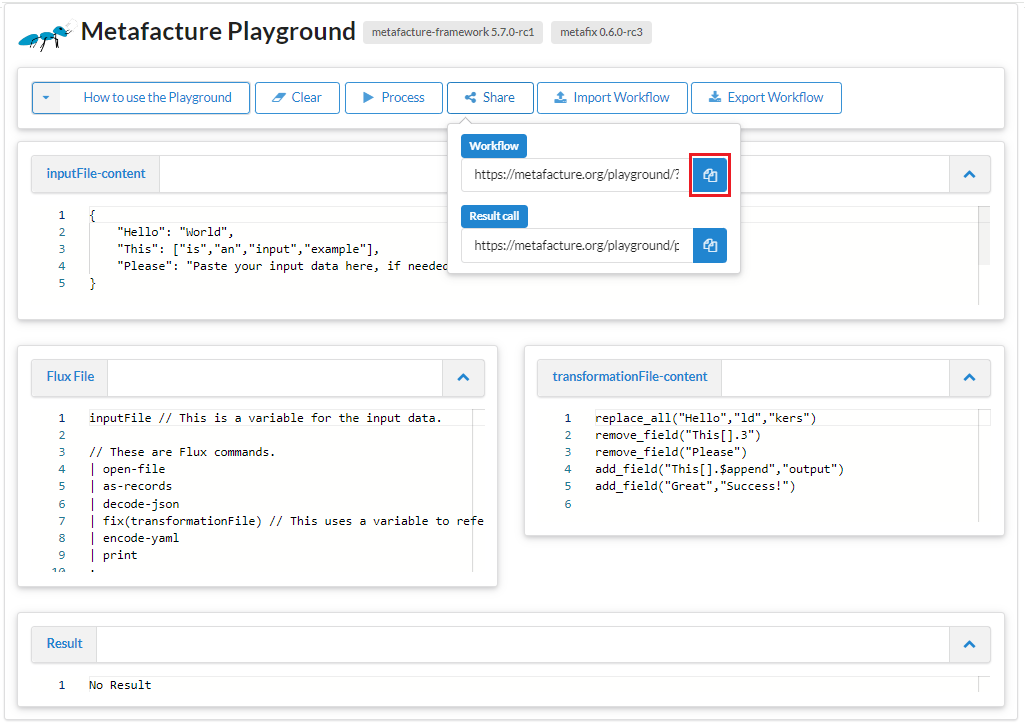 Metafacture Playground metafacture-framework 5.7.0-rc1 metafix 0.6.0-rc3
How to use the Playground Clear Process Share Import Workflow Export Workflow
Workflow
https://metafacture.org/playground/?
Result call
https://metafacture.org/playground/p
inputFile-content
1 {
2 "Hello": "World",
3 "This": ["is","an","input","example"],
4 "Please": "Paste your input data here, if needed
5 }
Flux File
1 inputFile // This is a variable for the input data.
2
3 // These are Flux commands.
4 | open-file
5 | as-records
6 | decode-json
7 | fix(transformationFile) // This uses a variable to refe
8 | encode-yaml
9 | print
10 ;
transformationFile-content
1 replace_all("Hello","ld","kers")
2 remove_field("This[].3")
3 remove_field("Please")
4 add_field("This[].$append","output")
5 add_field("Great","Success!")
6
Result
1 No Result